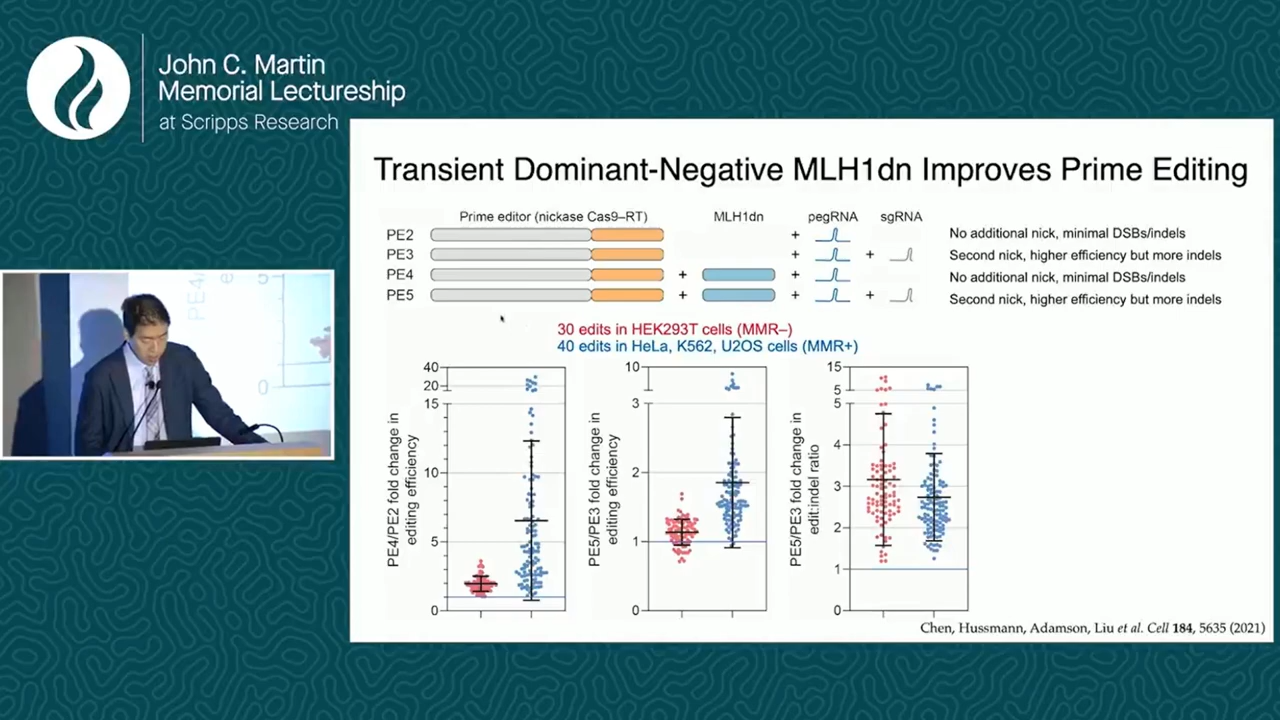 John C. Martin
Memorial Lectureship
at Scripps Research
Transient Dominant-Negative MLH1dn Improves Prime Editing
Prime editor (nickase Cas9–RT) MLH1dn pegRNA sgRNA
PE2 + No additional nick, minimal DSBs/indels
PE3 + + Second nick, higher efficiency but more indels
PE4 + + No additional nick, minimal DSBs/indels
PE5 + + + Second nick, higher efficiency but more indels
30 edits in HEK293T cells (MMR–)
40 edits in HeLa, K562, U2OS cells (MMR+)
PE4/PE2 fold change in
editing efficiency
40
20
15
10
5
0
PE5/PE3 fold change in
editing efficiency
10
3
2
1
0
PE5/PE3 fold change in
edit:indel ratio
15
5
5
4
3
2
1
0
Chen, Hussmann, Adamson, Liu et al. Cell 184, 5635 (2021)
PE4
5
0